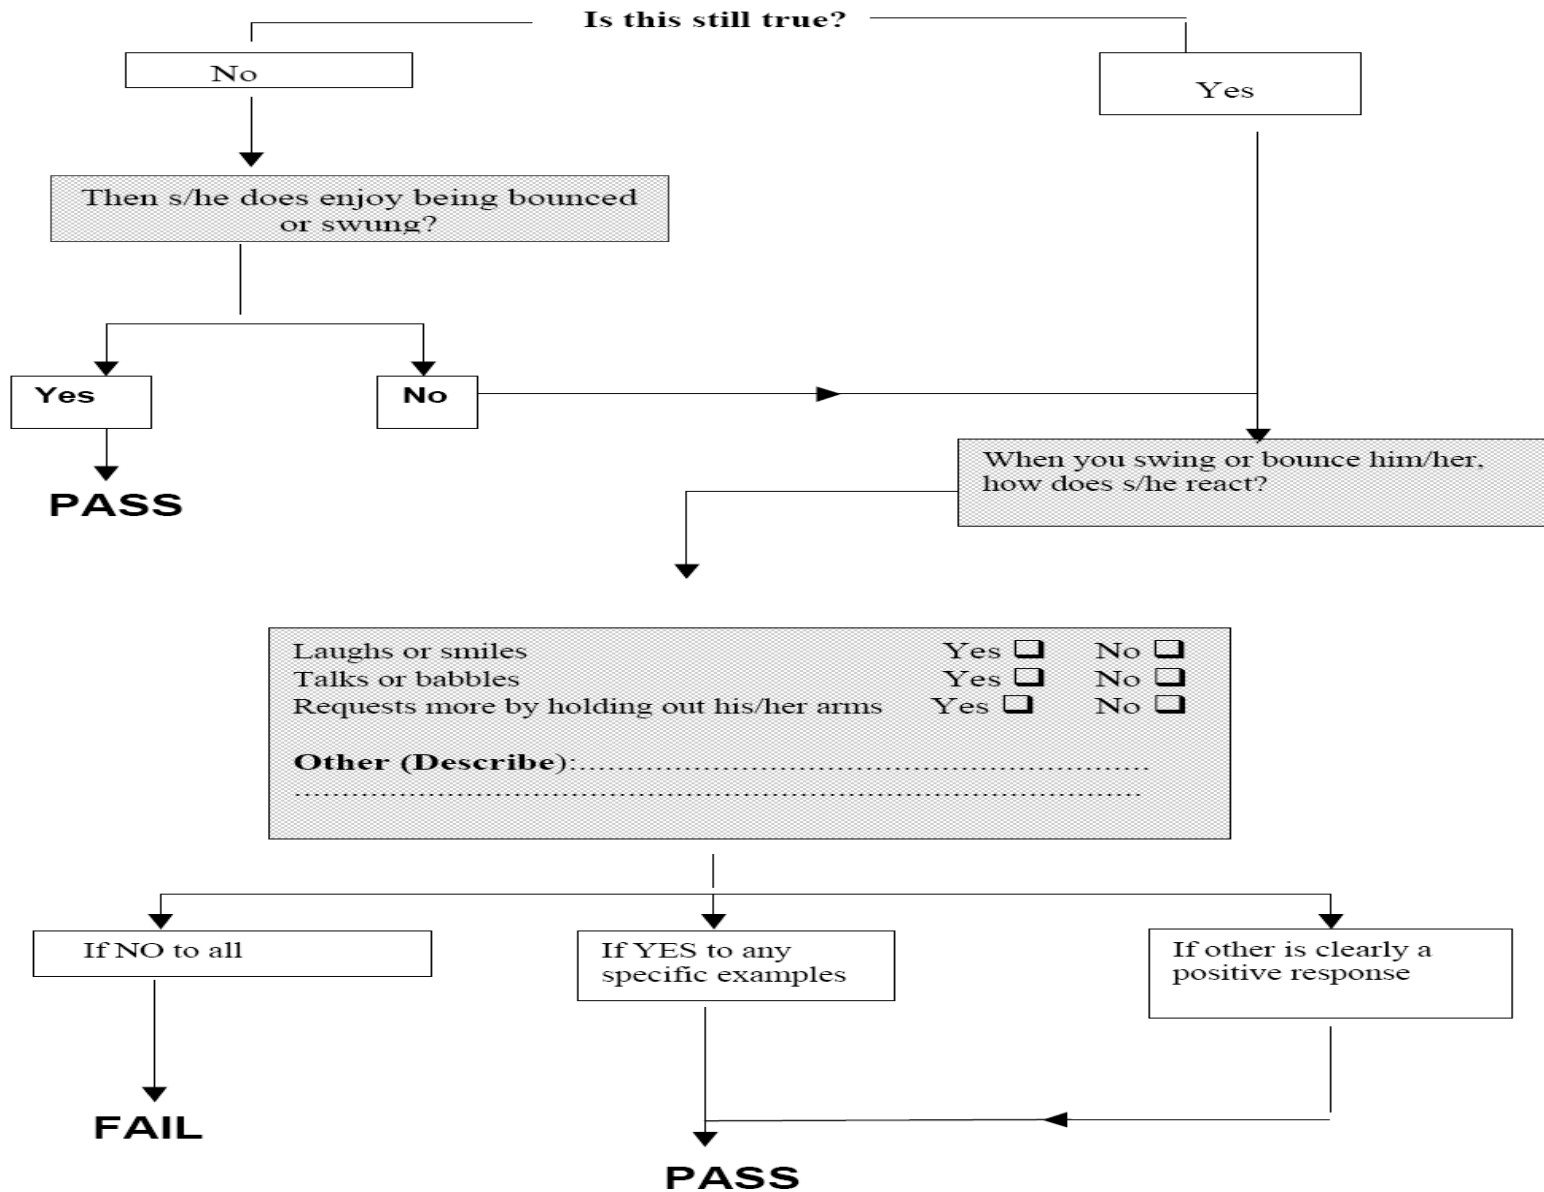 Is this still true?
No
Yes
Then s/he does enjoy being bounced
or swung?
Yes
No
PASS
When you swing or bounce him/her,
how does s/he react?
Laughs or smiles Yes ❑ No ❑
Talks or babbles Yes ❑ No ❑
Requests more by holding out his/her arms Yes ❑ No ❑
Other (Describe):............................................................
.........................................................................................
If NO to all
If YES to any
specific examples
If other is clearly a
positive response
FAIL
PASS